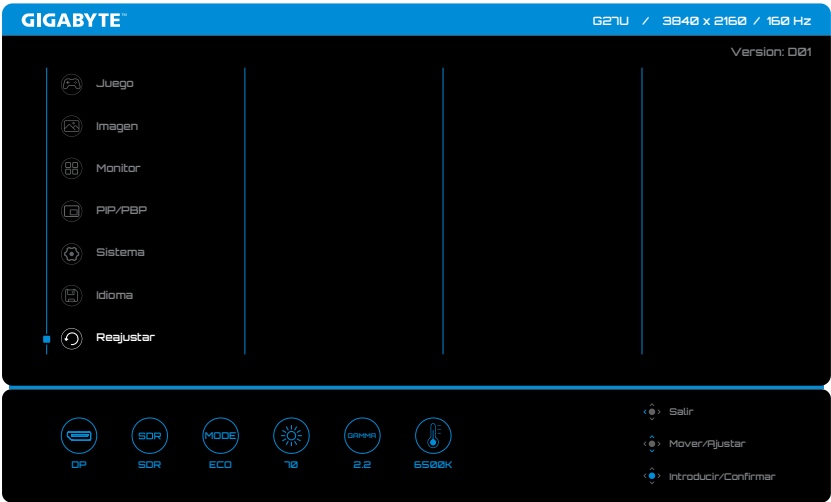 GIGABYTE™
G27U / 3840 x 2160 / 160 Hz
Version: D01
Juego
Imagen
Monitor
PIP/PBP
Sistema
Idioma
Reajustar
SDR
MODE
GAMMA
DP
SDR
ECO
70
2.2
6500K
Salir
Mover/Ajustar
Introducir/Confirmar